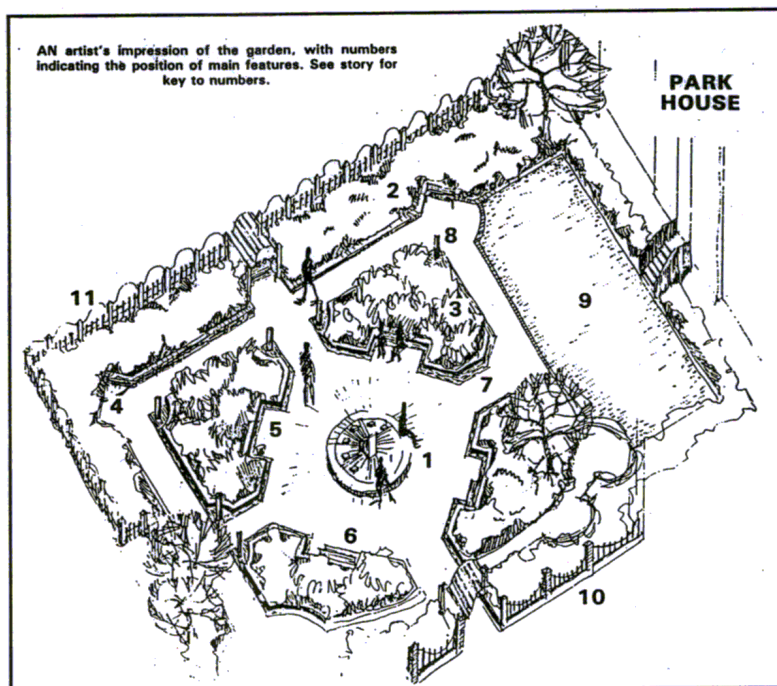 AN artist's impression of the garden, with numbers
indicating the position of main features. See story for
key to numbers.
PARK
HOUSE
2
8
11
3
9
7
4
5
1
6
10